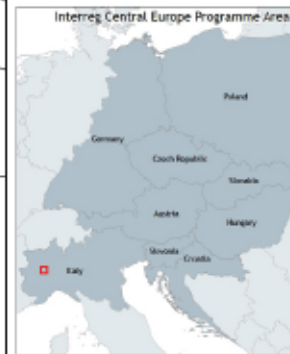 Interreg Central Europe Programme Area
Poland
Germany
Czech Republic
Slovakia
Austria
Hungary
Slovenia
Croatia
Italy